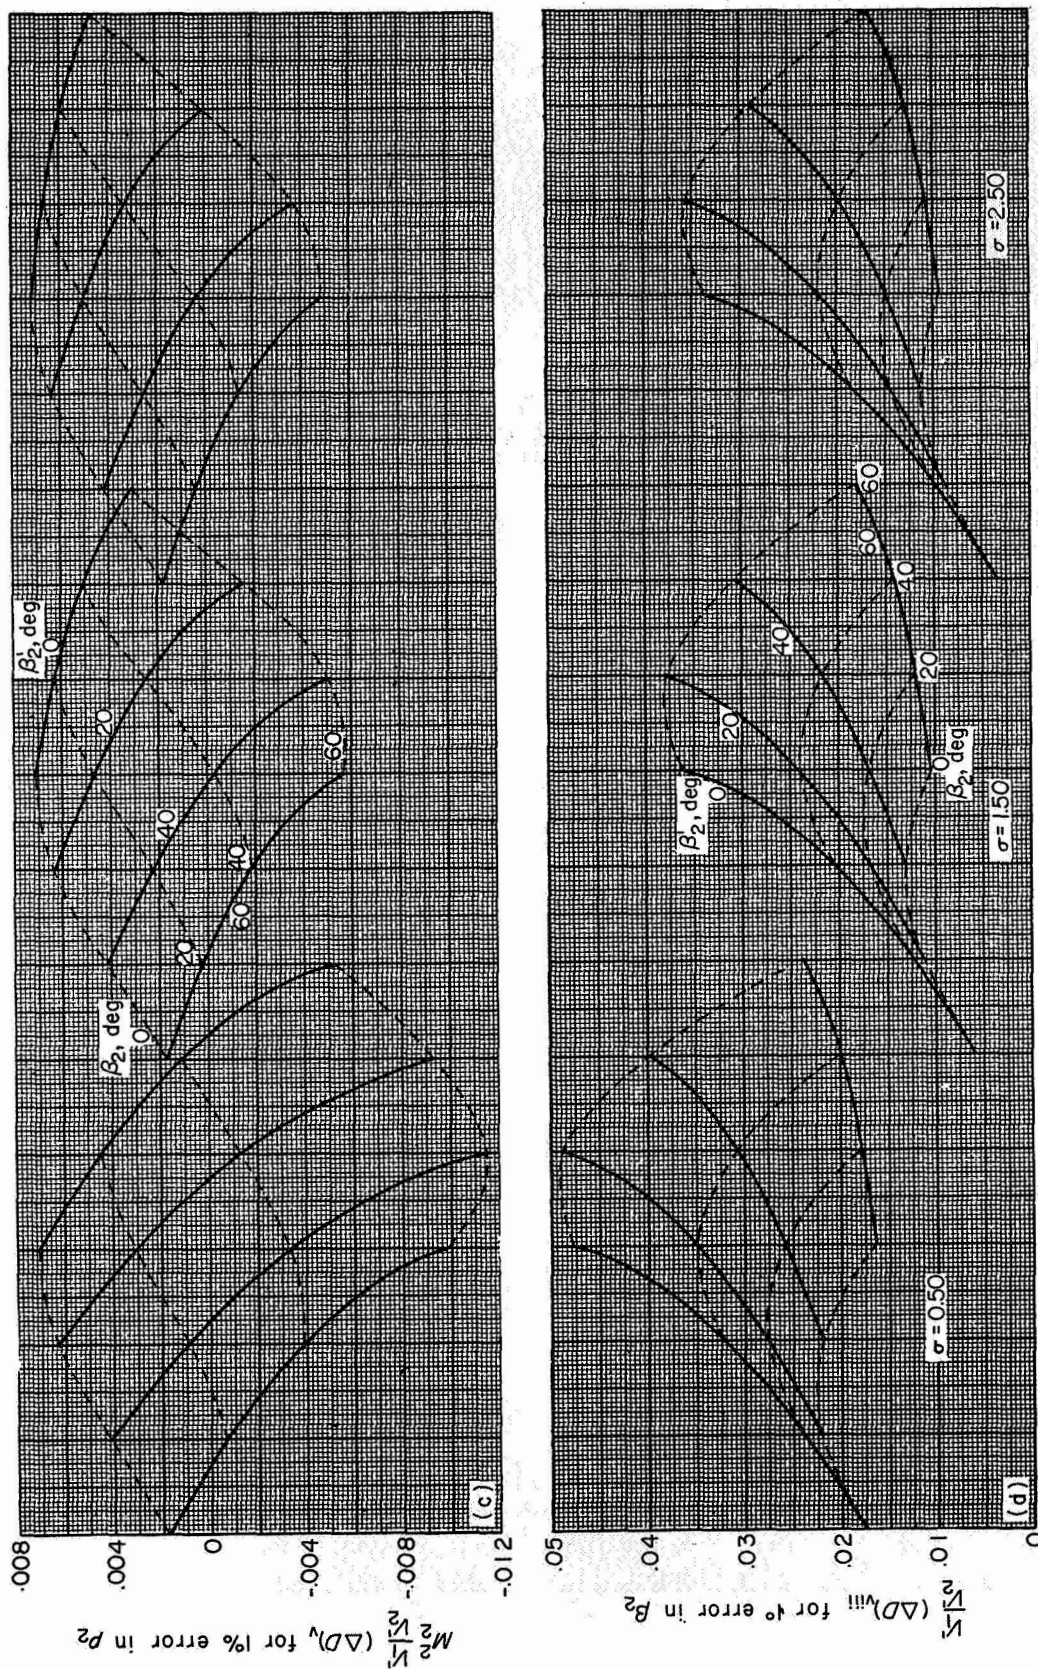 M₂² V₁'/V₂' (ΔD)ᵥ for 1% error in ρ₂
.008
.004
0
-.004
-.008
-.012
β₂, deg
0
20
40
60
β₂', deg
0
20
40
60
(c)
V₁'/V₂' (ΔD)ᵥᵢᵢᵢ for 1° error in β₂
.05
.04
.03
.02
.01
0
β₂', deg
0
20
40
60
β₂, deg
0
20
40
60
σ = 0.50
σ = 1.50
σ = 2.50
(d)